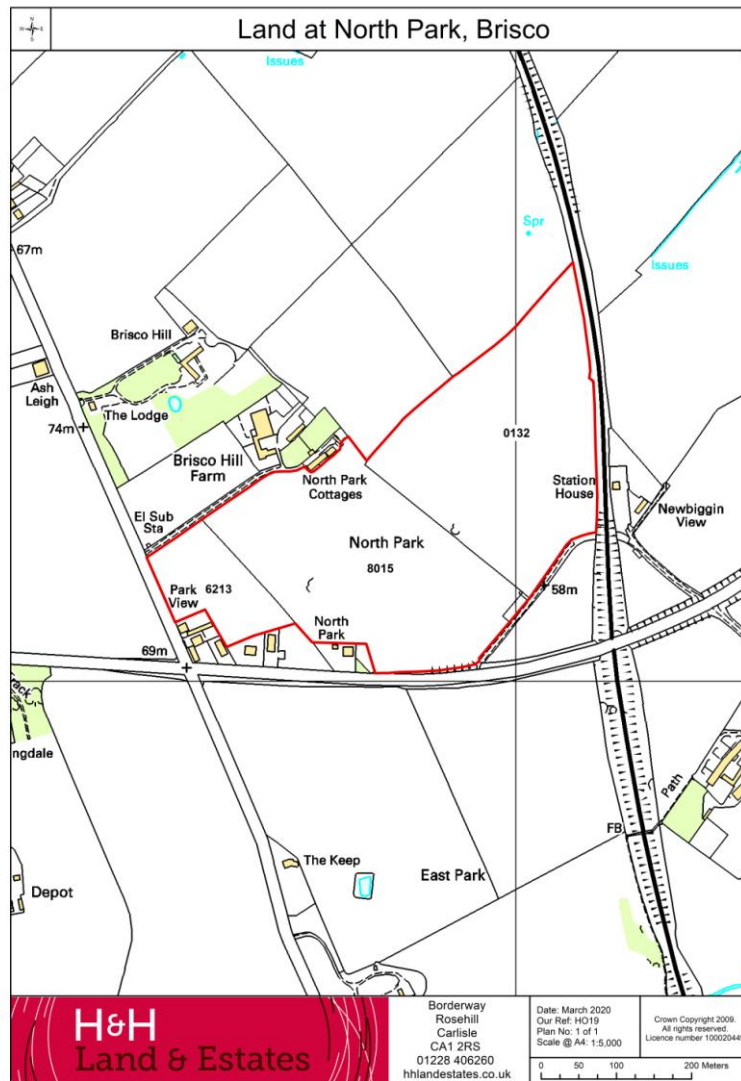 Land at North Park, Brisco
Issues
Spr
67m
Issues
Brisco Hill
Ash
Leigh
The Lodge
74m
0132
Brisco Hill
Farm
North Park
Cottages
Station
House
El Sub
Sta
Newbiggin
View
North Park
8015
58m
Park
View
6213
North
Park
69m
ngdale
Path
FB
The Keep
East Park
Depot
H&H
Land & Estates
Borderway
Rosehill
Carlisle
CA1 2RS
01228 406260
hhlandestates.co.uk
Date: March 2020
Our Ref: HO19
Plan No: 1 of 1
Scale @ A4: 1:5,000
Crown Copyright 2009.
All rights reserved.
0 50 100 200 Meters